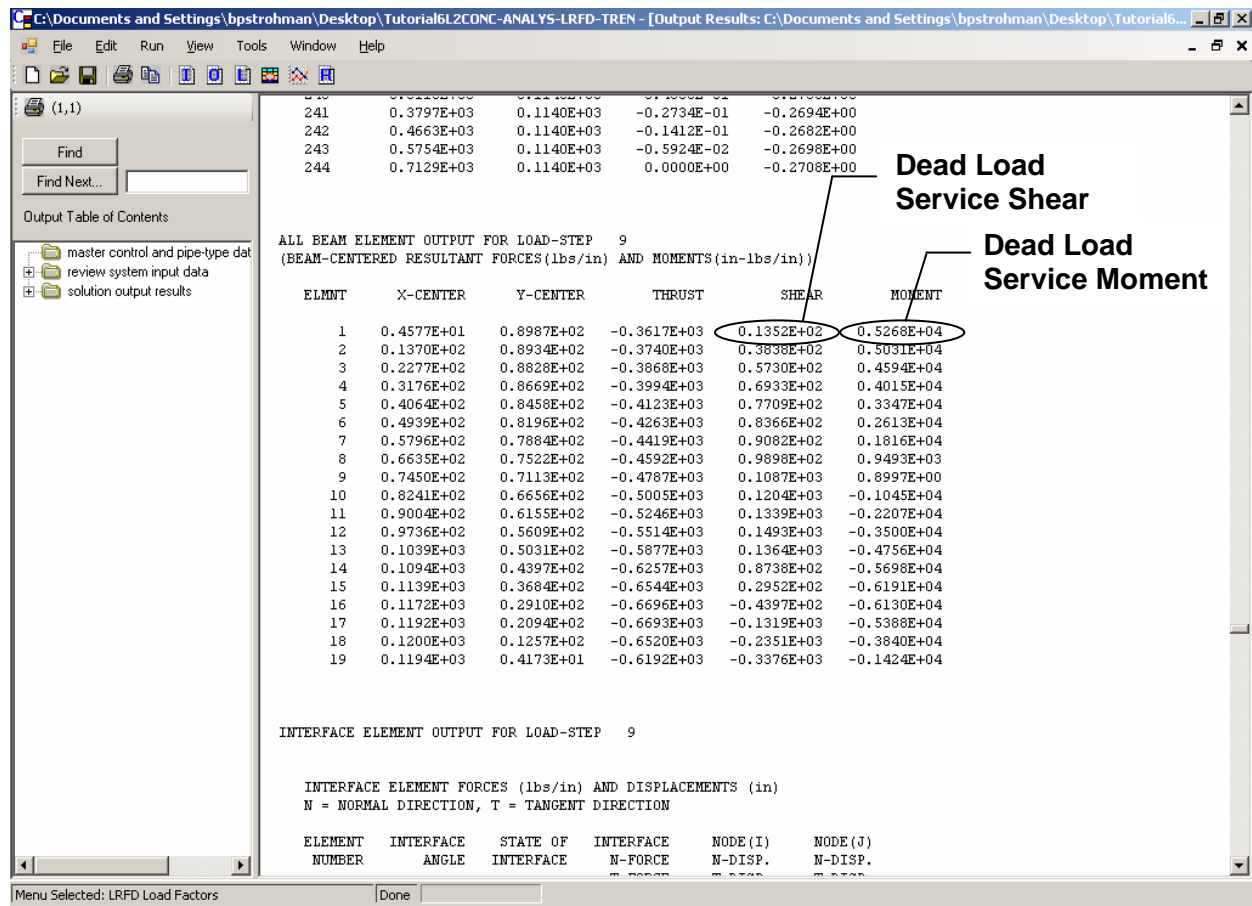 C:\Documents and Settings\bpstrohman\Desktop\Tutorial6L2CONC-ANALYS-LRFD-TREN - [Output Results: C:\Documents and Settings\bpstrohman\Desktop\Tutorial6...
File Edit Run View Tools Window Help
(1,1)
Find
Find Next...
Output Table of Contents
master control and pipe-type dat
review system input data
solution output results
241 0.3797E+03 0.1140E+03 -0.2734E-01 -0.2694E+00
242 0.4663E+03 0.1140E+03 -0.1412E-01 -0.2682E+00
243 0.5754E+03 0.1140E+03 -0.5924E-02 -0.2698E+00
244 0.7129E+03 0.1140E+03 0.0000E+00 -0.2708E+00
Dead Load
Service Shear
Dead Load
Service Moment
ALL BEAM ELEMENT OUTPUT FOR LOAD-STEP 9
(BEAM-CENTERED RESULTANT FORCES(lbs/in) AND MOMENTS(in-lbs/in))
ELMNT X-CENTER Y-CENTER THRUST SHEAR MOMENT
1 0.4577E+01 0.8987E+02 -0.3617E+03 0.1352E+02 0.5268E+04
2 0.1370E+02 0.8934E+02 -0.3740E+03 0.3838E+02 0.5031E+04
3 0.2277E+02 0.8828E+02 -0.3868E+03 0.5730E+02 0.4594E+04
4 0.3176E+02 0.8669E+02 -0.3994E+03 0.6933E+02 0.4015E+04
5 0.4064E+02 0.8458E+02 -0.4123E+03 0.7709E+02 0.3347E+04
6 0.4939E+02 0.8196E+02 -0.4263E+03 0.8366E+02 0.2613E+04
7 0.5796E+02 0.7884E+02 -0.4419E+03 0.9082E+02 0.1816E+04
8 0.6635E+02 0.7522E+02 -0.4592E+03 0.9898E+02 0.9493E+03
9 0.7450E+02 0.7113E+02 -0.4787E+03 0.1087E+03 0.8997E+00
10 0.8241E+02 0.6656E+02 -0.5005E+03 0.1204E+03 -0.1045E+04
11 0.9004E+02 0.6155E+02 -0.5246E+03 0.1339E+03 -0.2207E+04
12 0.9736E+02 0.5609E+02 -0.5514E+03 0.1493E+03 -0.3500E+04
13 0.1039E+03 0.5031E+02 -0.5877E+03 0.1364E+03 -0.4756E+04
14 0.1094E+03 0.4397E+02 -0.6257E+03 0.8738E+02 -0.5698E+04
15 0.1139E+03 0.3684E+02 -0.6544E+03 0.2952E+02 -0.6191E+04
16 0.1172E+03 0.2910E+02 -0.6696E+03 -0.4397E+02 -0.6130E+04
17 0.1192E+03 0.2094E+02 -0.6693E+03 -0.1319E+03 -0.5388E+04
18 0.1200E+03 0.1257E+02 -0.6520E+03 -0.2351E+03 -0.3840E+04
19 0.1194E+03 0.4173E+01 -0.6192E+03 -0.3376E+03 -0.1424E+04
INTERFACE ELEMENT OUTPUT FOR LOAD-STEP 9
INTERFACE ELEMENT FORCES (lbs/in) AND DISPLACEMENTS (in)
N = NORMAL DIRECTION, T = TANGENT DIRECTION
ELEMENT INTERFACE STATE OF INTERFACE NODE(I) NODE(J)
NUMBER ANGLE INTERFACE N-FORCE N-DISP. N-DISP.
Menu Selected: LRFD Load Factors Done